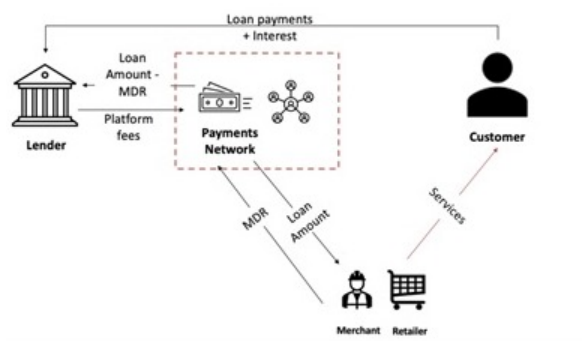 Loan payments
+ Interest
Loan
Amount -
MDR
Platform
fees
Lender
Payments
Network
Customer
MDR
Loan
Amount
Services
Merchant
Retailer